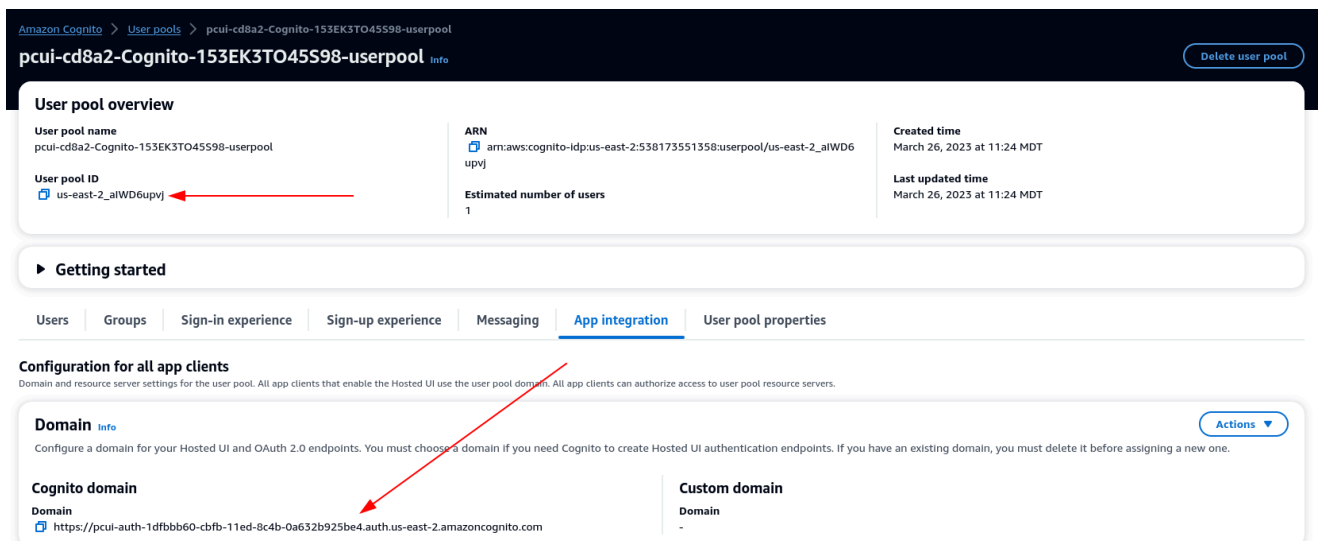 Amazon Cognito > User pools > pcui-cd8a2-Cognito-153EK3TO45S98-userpool
pcui-cd8a2-Cognito-153EK3TO45S98-userpool Info
Delete user pool
User pool overview
User pool name
pcui-cd8a2-Cognito-153EK3TO45S98-userpool
User pool ID
us-east-2_aIWD6upvj
ARN
arn:aws:cognito-idp:us-east-2:538173551358:userpool/us-east-2_aIWD6
upvj
Estimated number of users
1
Created time
March 26, 2023 at 11:24 MDT
Last updated time
March 26, 2023 at 11:24 MDT
Getting started
Users Groups Sign-in experience Sign-up experience Messaging App integration User pool properties
Configuration for all app clients
Domain and resource server settings for the user pool. All app clients that enable the Hosted UI use the user pool domain. All app clients can authorize access to user pool resource servers.
Domain Info
Actions
Configure a domain for your Hosted UI and OAuth 2.0 endpoints. You must choose a domain if you need Cognito to create Hosted UI authentication endpoints. If you have an existing domain, you must delete it before assigning a new one.
Cognito domain
Domain
https://pcui-auth-1dfbbb60-cbfb-11ed-8c4b-0a632b925be4.auth.us-east-2.amazoncognito.com
Custom domain
Domain
-